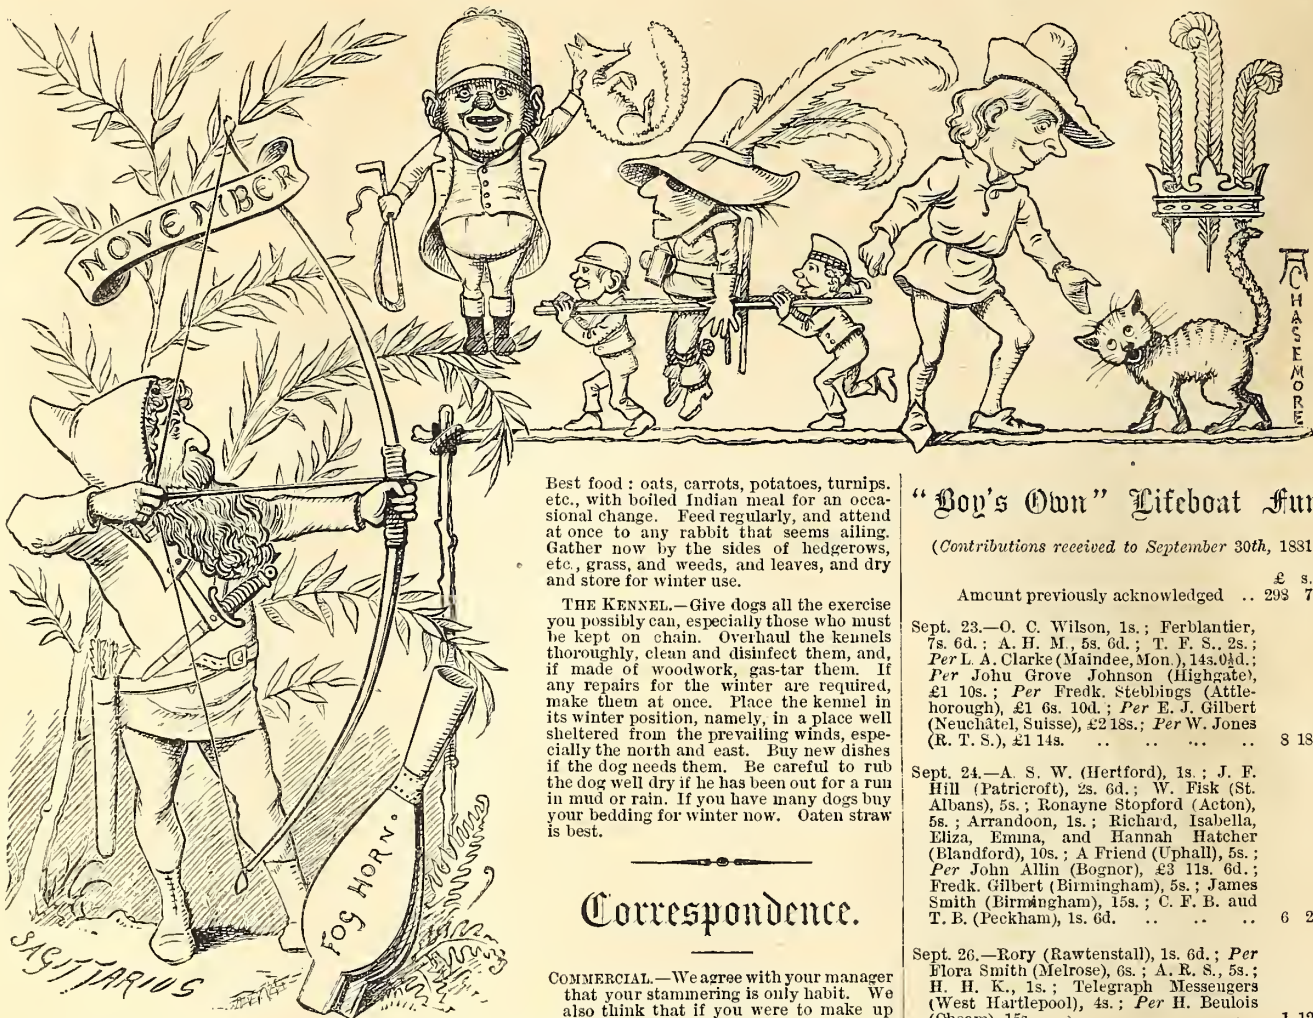 NOVEMBER
A CHASEMORE
SAGITTARIUS
FOG HORN.
Best food : oats, carrots, potatoes, turnips.
etc., with boiled Indian meal for an occa-
sional change. Feed regularly, and attend
at once to any rabbit that seems ailing.
Gather now by the sides of hedgerows,
etc., grass, and weeds, and leaves, and dry
and store for winter use.
THE KENNEL.—Give dogs all the exercise
you possibly can, especially those who must
be kept on chain. Overhaul the kennels
thoroughly, clean and disinfect them, and,
if made of woodwork, gas-tar them. If
any repairs for the winter are required,
make them at once. Place the kennel in
its winter position, namely, in a place well
sheltered from the prevailing winds, espe-
cially the north and east. Buy new dishes
if the dog needs them. Be careful to rub
the dog well dry if he has been out for a run
in mud or rain. If you have many dogs buy
your bedding for winter now. Oaten straw
is best.
Correspondence.
COMMERCIAL.—We agree with your manager
that your stammering is only habit. We
also think that if you were to make up
"Boy's Own" Lifeboat Fun
(Contributions received to September 30th, 1881
£ s.
Amount previously acknowledged .. 298 7
Sept. 23.—O. C. Wilson, 1s. ; Ferblantier,
7s. 6d. ; A. H. M., 5s. 6d. ; T. F. S., 2s. ;
Per L. A. Clarke (Maindee, Mon.), 14s. 0½d. ;
Per John Grove Johnson (Highgate),
£1 10s. ; Per Fredk. Stebbings (Attle-
borough), £1 6s. 10d. ; Per E. J. Gilbert
(Neuchâtel, Suisse), £2 18s. ; Per W. Jones
(R. T. S.), £1 14s. .. .. .. .. 8 18
Sept. 24.—A. S. W. (Hertford), 1s. ; J. F.
Hill (Patricroft), 2s. 6d. ; W. Fisk (St.
Albans), 5s. ; Ronayne Stopford (Acton),
5s. ; Arrandoon, 1s. ; Richard, Isabella,
Eliza, Emma, and Hannah Hatcher
(Blandford), 10s. ; A Friend (Uphall), 5s. ;
Per John Allin (Bognor), £3 11s. 6d. ;
Fredk. Gilbert (Birmingham), 5s. ; James
Smith (Birmingham), 15s. ; C. F. B. and
T. B. (Peckham), 1s. 6d. .. .. .. 6 2
Sept. 26.—Rory (Rawtenstall), 1s. 6d. ; Per
Flora Smith (Melrose), 6s. ; A. R. S., 5s. ;
H. H. K., 1s. ; Telegraph Messengers
(West Hartlepool), 4s. ; Per H. Beulois